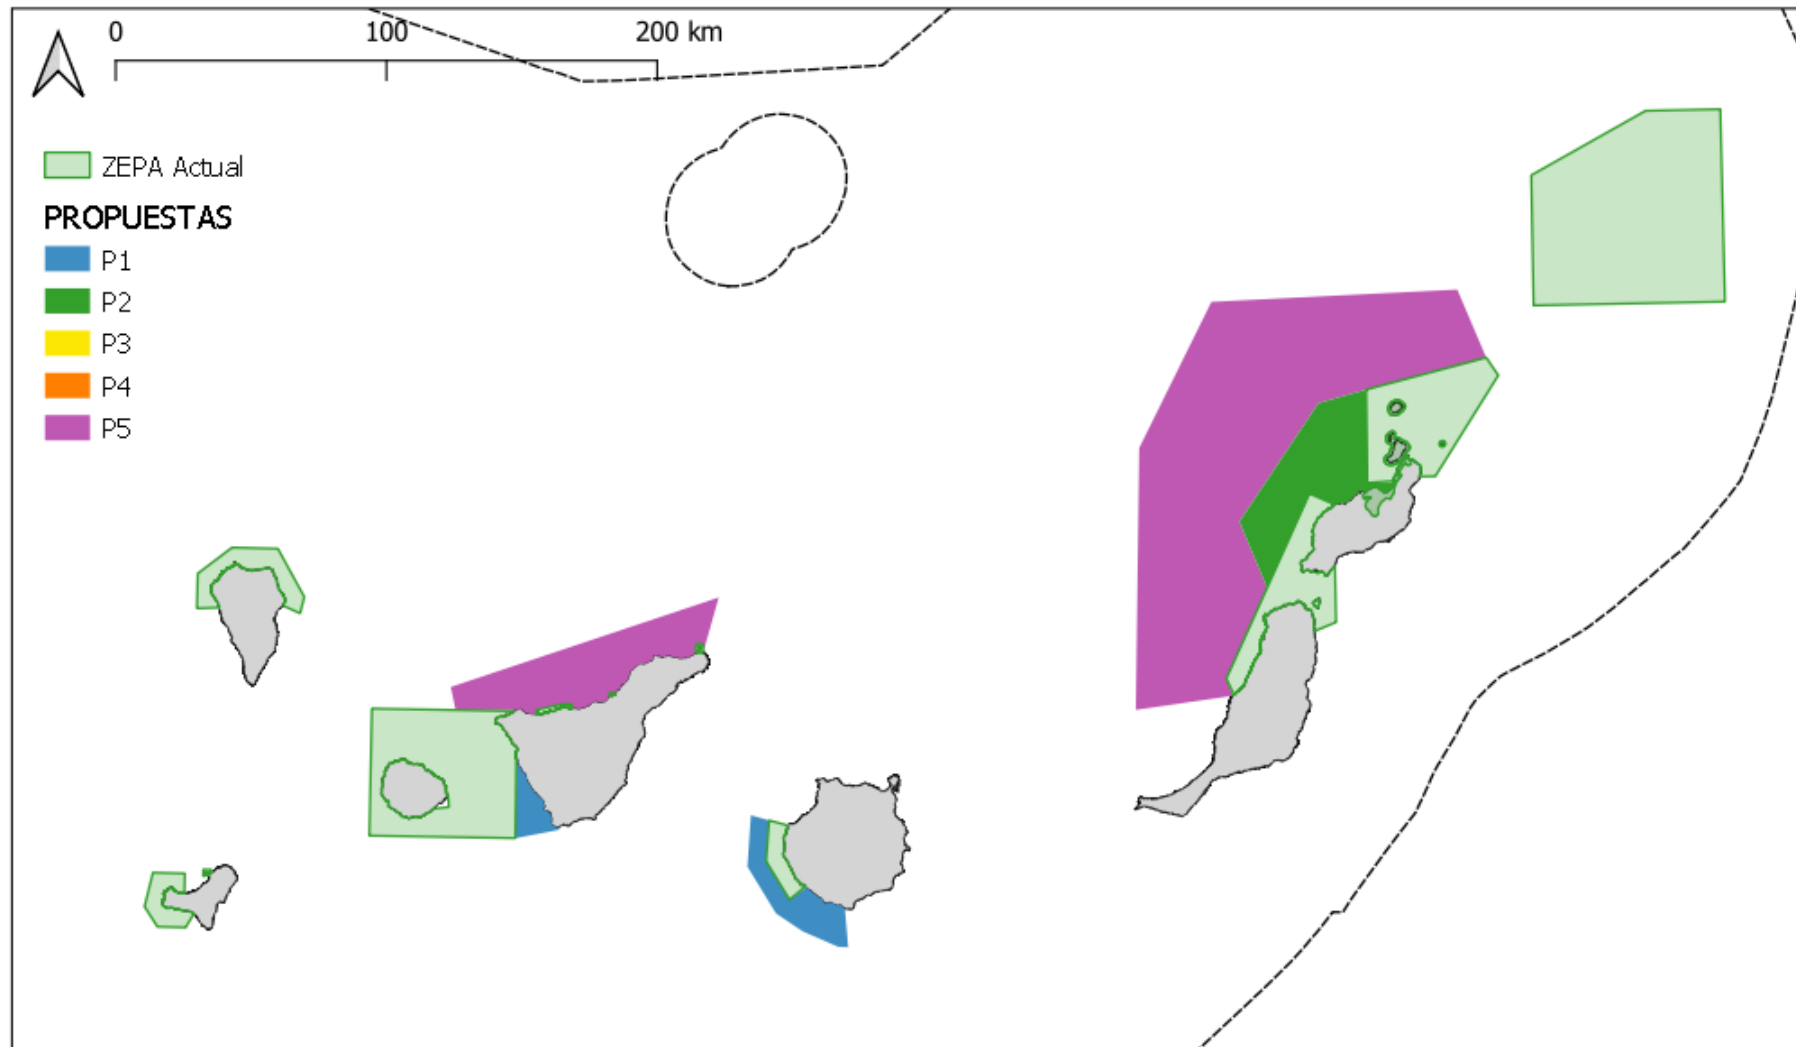 0 100 200 km
ZEPA Actual
PROPUESTAS
P1
P2
P3
P4
P5